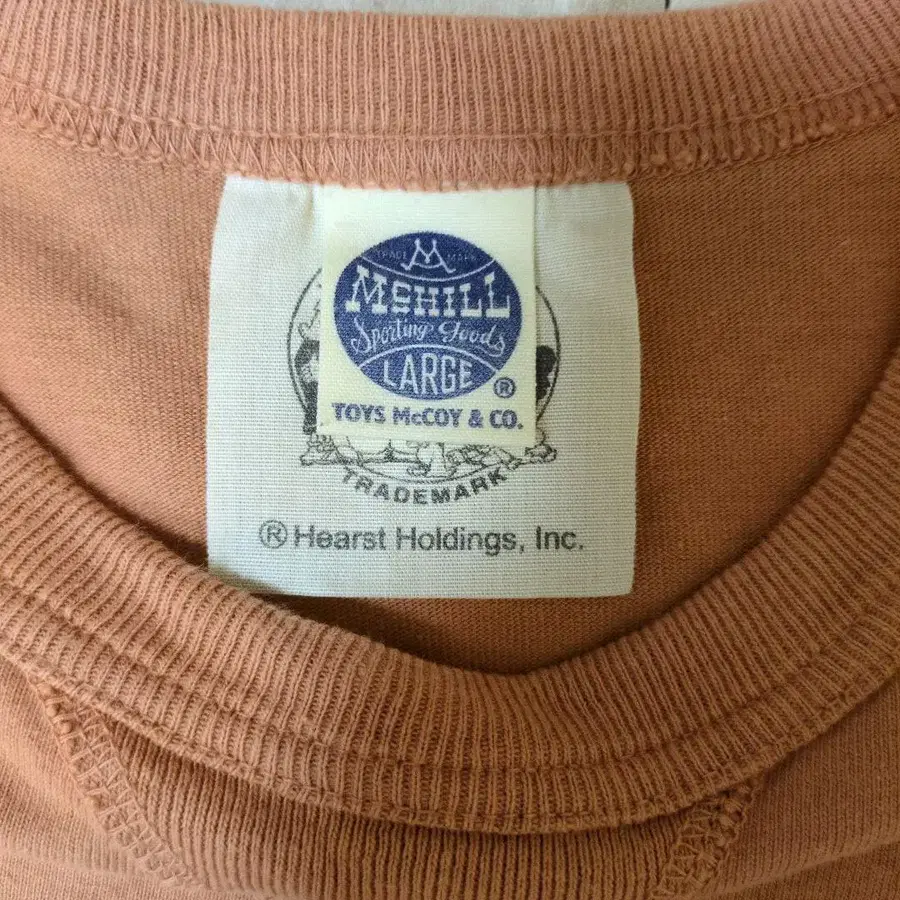 TRADE MARK
McHILL
Sporting Goods
LARGE ®
TOYS McCOY & CO.
TRADEMARK
® Hearst Holdings, Inc.